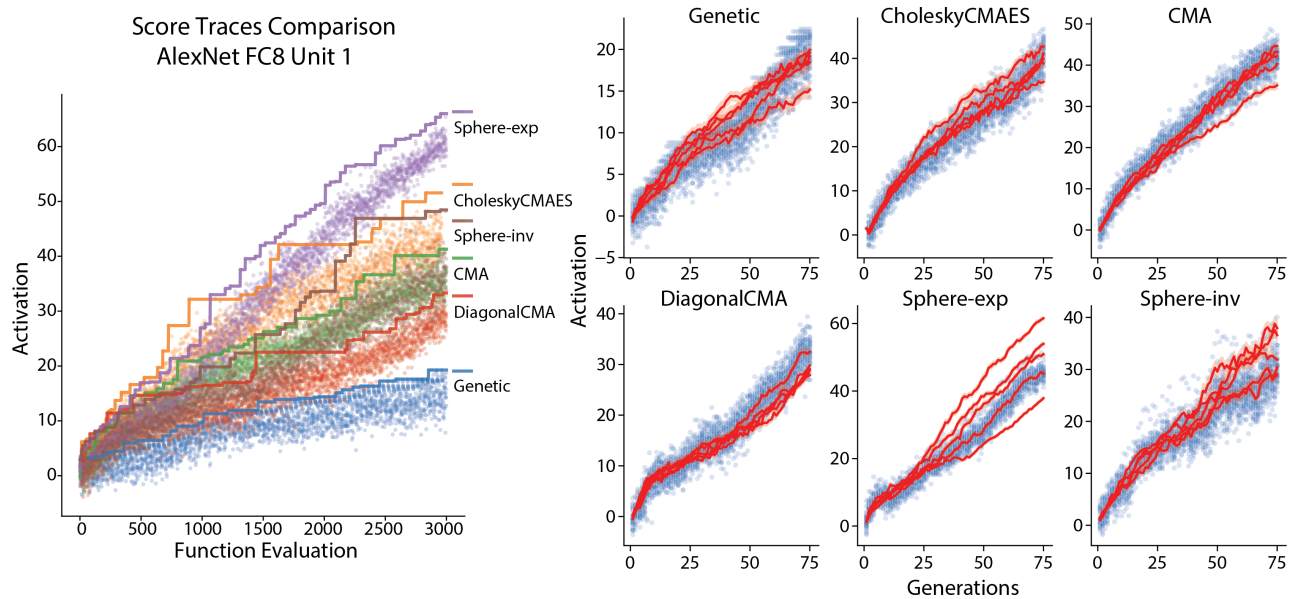 Score Traces Comparison
AlexNet FC8 Unit 1
Activation
60
50
40
30
20
10
0
Sphere-exp
CholeskyCMAES
Sphere-inv
CMA
DiagonalCMA
Genetic
0 500 1000 1500 2000 2500 3000
Function Evaluation
Activation
Genetic
20
15
10
5
0
−5
0 25 50 75
CholeskyCMAES
40
30
20
10
0
0 25 50 75
CMA
50
40
30
20
10
0
0 25 50 75
DiagonalCMA
40
30
20
10
0
0 25 50 75
Sphere-exp
60
40
20
0
0 25 50 75
Sphere-inv
40
30
20
10
0
0 25 50 75
Generations